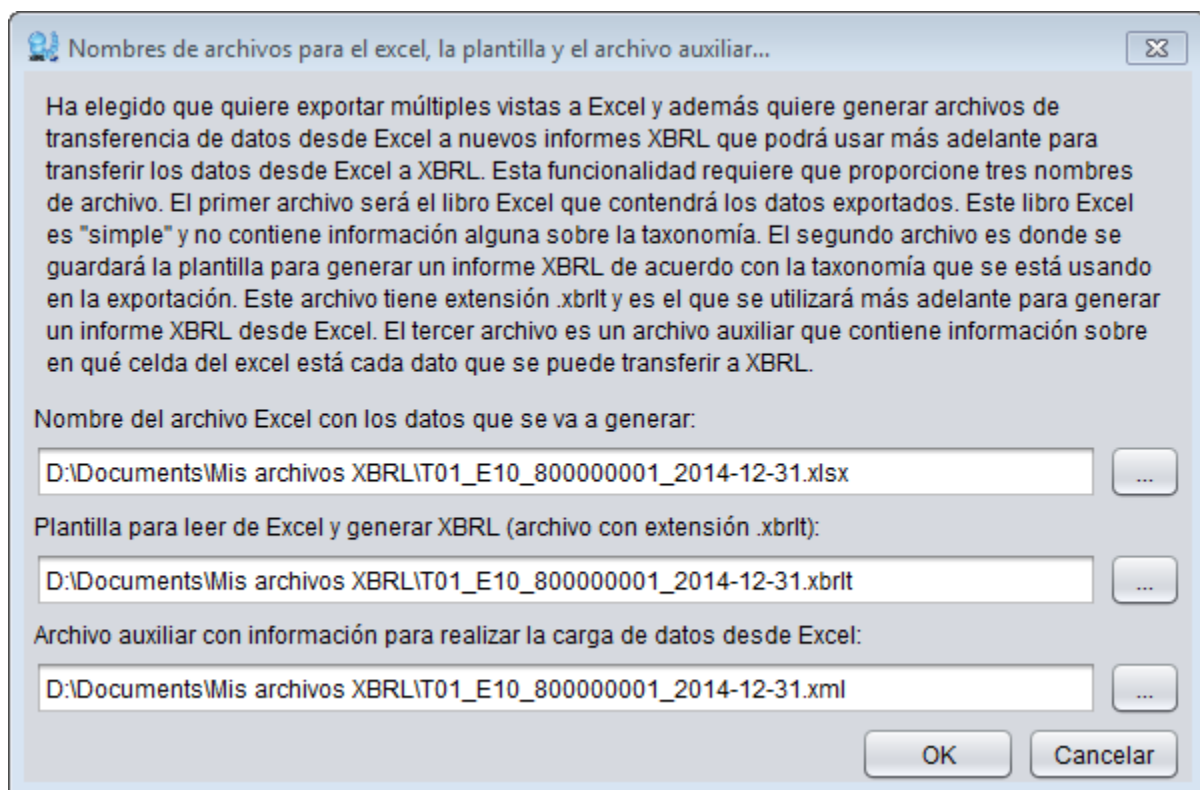 Nombres de archivos para el excel, la plantilla y el archivo auxiliar...
Ha elegido que quiere exportar múltiples vistas a Excel y además quiere generar archivos de
transferencia de datos desde Excel a nuevos informes XBRL que podrá usar más adelante para
transferir los datos desde Excel a XBRL. Esta funcionalidad requiere que proporcione tres nombres
de archivo. El primer archivo será el libro Excel que contendrá los datos exportados. Este libro Excel
es "simple" y no contiene información alguna sobre la taxonomía. El segundo archivo es donde se
guardará la plantilla para generar un informe XBRL de acuerdo con la taxonomía que se está usando
en la exportación. Este archivo tiene extensión .xbrlt y es el que se utilizará más adelante para generar
un informe XBRL desde Excel. El tercer archivo es un archivo auxiliar que contiene información sobre
en qué celda del excel está cada dato que se puede transferir a XBRL.
Nombre del archivo Excel con los datos que se va a generar:
D:\Documents\Mis archivos XBRL\T01_E10_800000001_2014-12-31.xlsx
...
Plantilla para leer de Excel y generar XBRL (archivo con extensión .xbrlt):
D:\Documents\Mis archivos XBRL\T01_E10_800000001_2014-12-31.xbrlt
...
Archivo auxiliar con información para realizar la carga de datos desde Excel:
D:\Documents\Mis archivos XBRL\T01_E10_800000001_2014-12-31.xml
...
OK
Cancelar